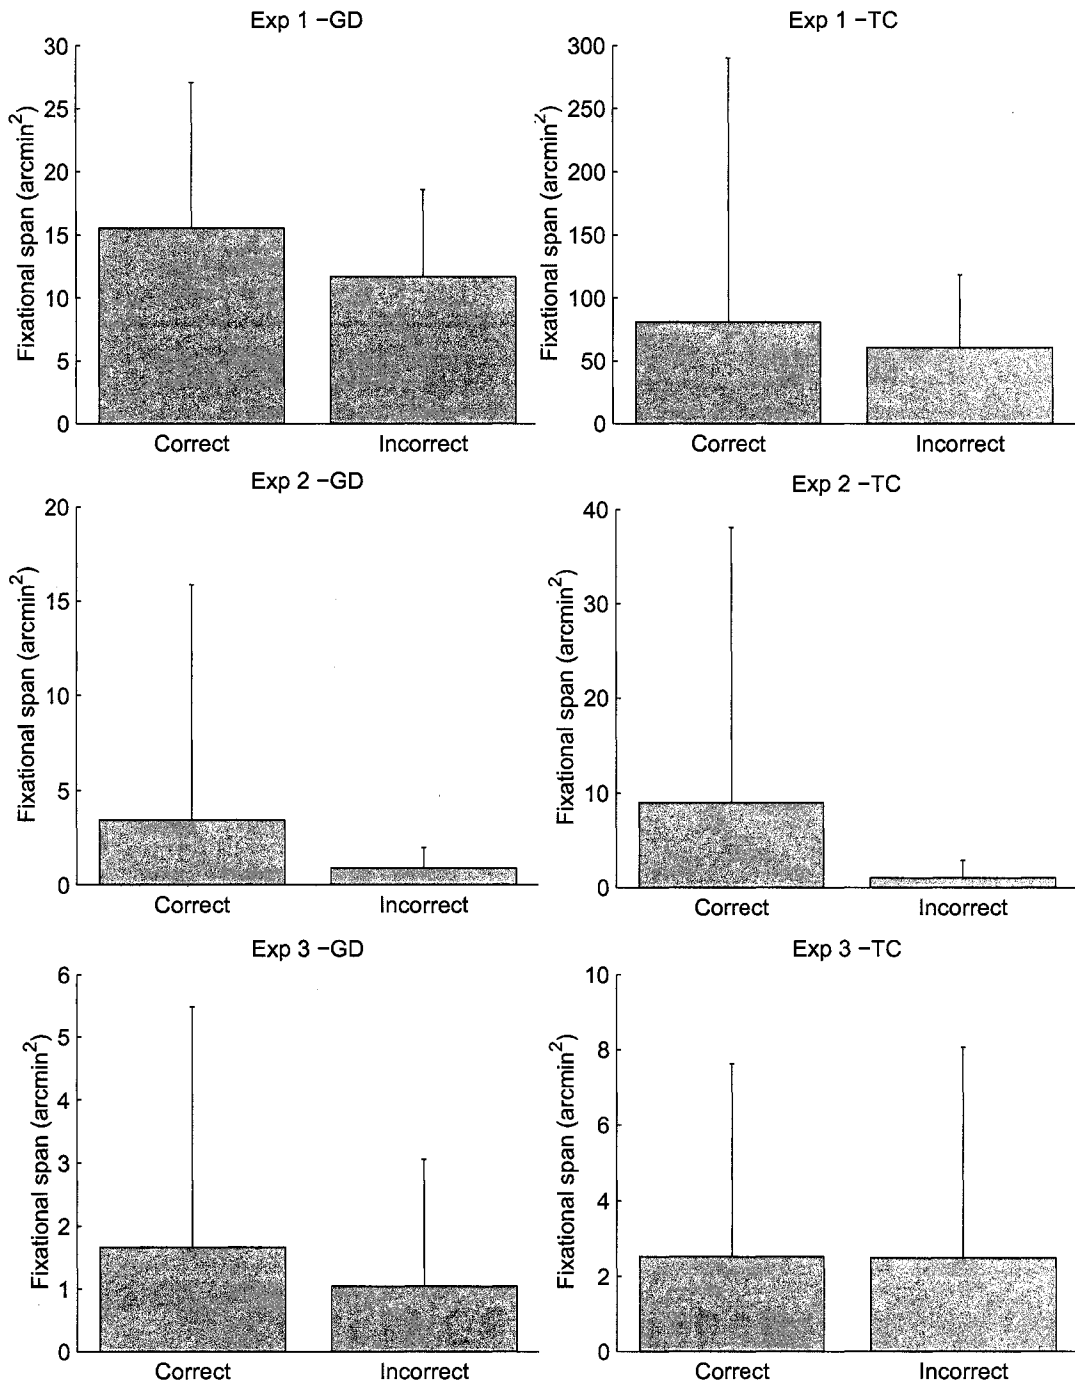 Exp 1 −GD
Fixational span (arcmin²)
30
25
20
15
10
5
0
Correct Incorrect
Exp 1 −TC
Fixational span (arcmin²)
300
250
200
150
100
50
0
Correct Incorrect
Exp 2 −GD
Fixational span (arcmin²)
20
15
10
5
0
Correct Incorrect
Exp 2 −TC
Fixational span (arcmin²)
40
30
20
10
0
Correct Incorrect
Exp 3 −GD
Fixational span (arcmin²)
6
5
4
3
2
1
0
Correct Incorrect
Exp 3 −TC
Fixational span (arcmin²)
10
8
6
4
2
0
Correct Incorrect